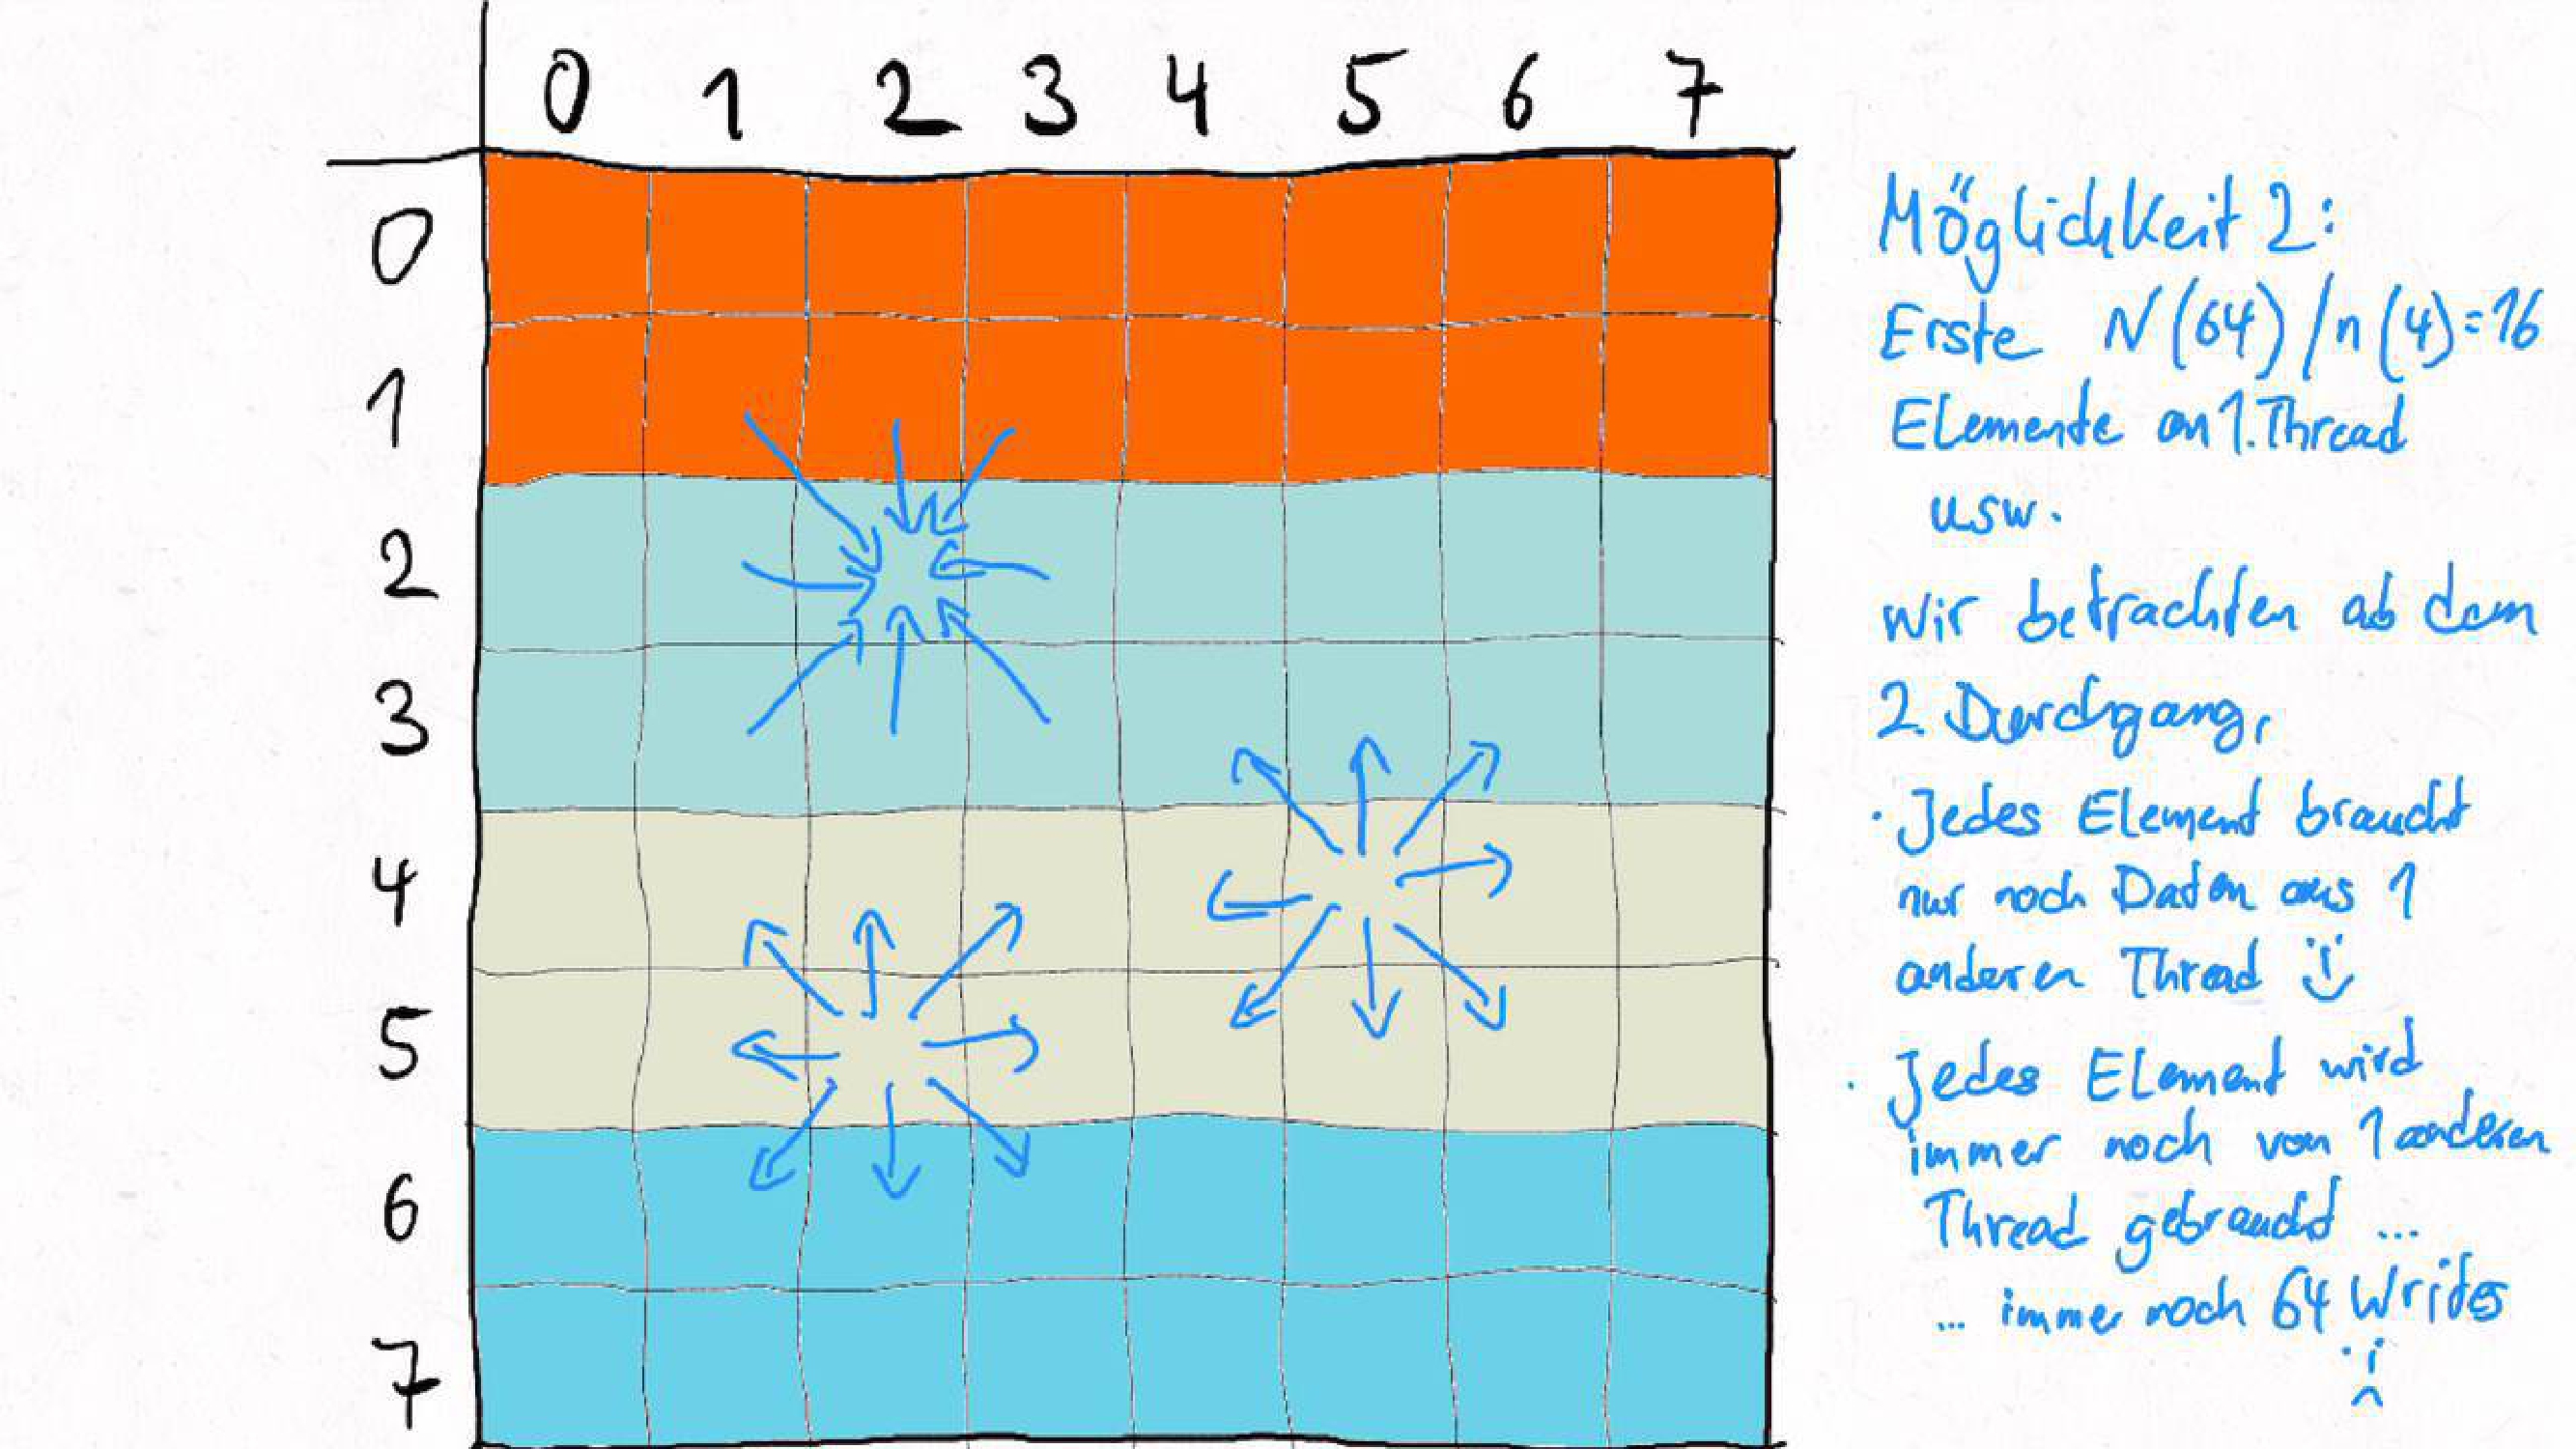 0 1 2 3 4 5 6 7
0
1
2
3
4
5
6
7
Möglichkeit 2:
Erste N(64)/n(4)=16
Elemente an 1. Thread
usw.
Wir betrachten ab dem
2. Durchgang,
· Jedes Element braucht
nur noch Daten aus 1
anderen Thread
· Jedes Element wird
immer noch von 1 anderen
Thread gebraucht ...
... immer noch 64 Writes